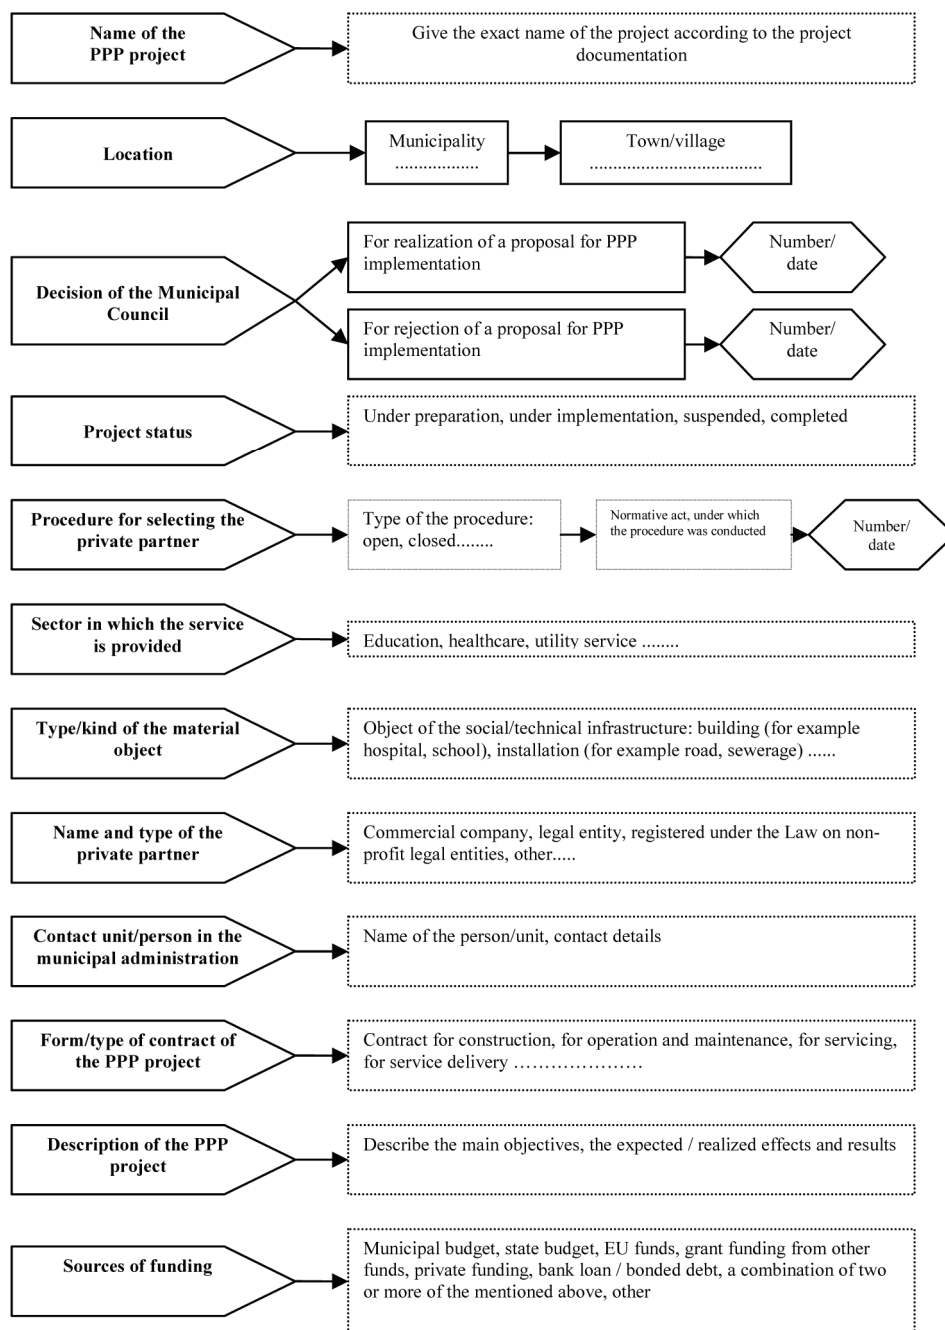 Name of the
PPP project
Give the exact name of the project according to the project
documentation
Location
Municipality
.................
Town/village
...................................
Decision of the Municipal
Council
For realization of a proposal for PPP
implementation
Number/
date
For rejection of a proposal for PPP
implementation
Number/
date
Project status
Under preparation, under implementation, suspended, completed
Procedure for selecting the
private partner
Type of the procedure:
open, closed........
Normative act, under which
the procedure was conducted
Number/
date
Sector in which the service
is provided
Education, healthcare, utility service ........
Type/kind of the material
object
Object of the social/technical infrastructure: building (for example
hospital, school), installation (for example road, sewerage) ......
Name and type of the
private partner
Commercial company, legal entity, registered under the Law on non-
profit legal entities, other.....
Contact unit/person in the
municipal administration
Name of the person/unit, contact details
Form/type of contract of
the PPP project
Contract for construction, for operation and maintenance, for servicing,
for service delivery …………………
Description of the PPP
project
Describe the main objectives, the expected / realized effects and results
Sources of funding
Municipal budget, state budget, EU funds, grant funding from other
funds, private funding, bank loan / bonded debt, a combination of two
or more of the mentioned above, other